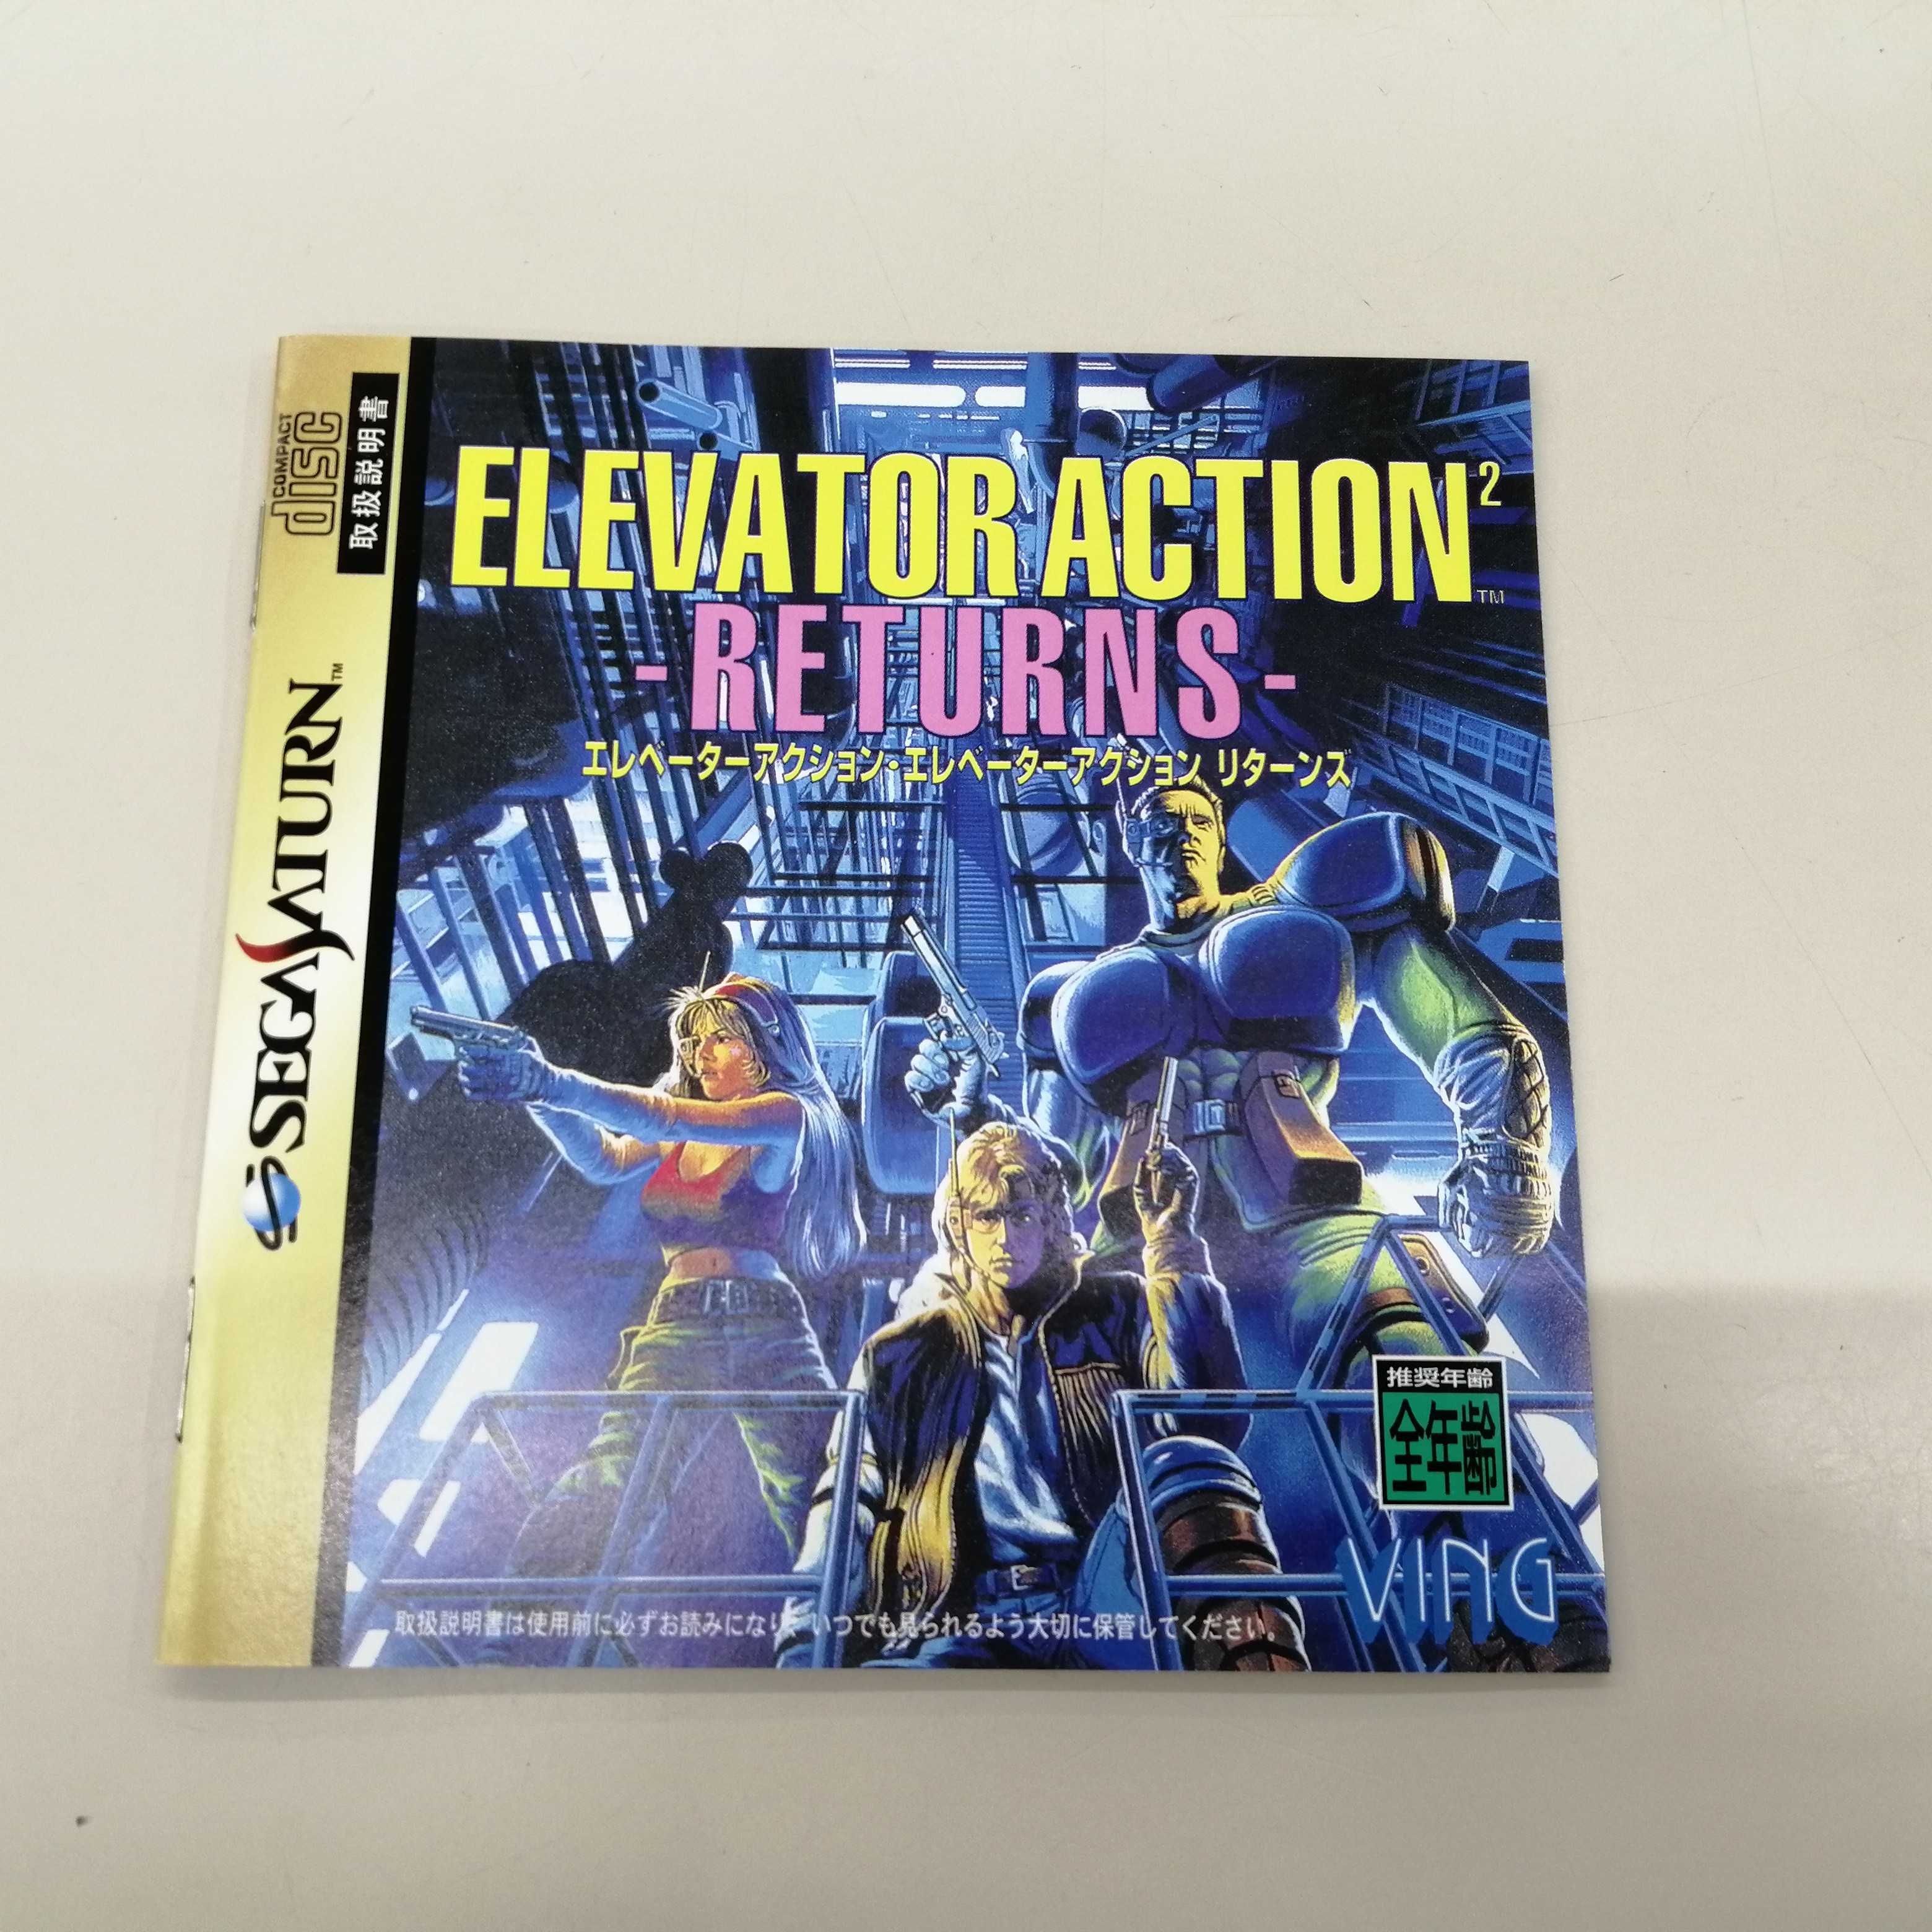 COMPACT
disc
取扱説明書
SEGA SATURN™
ELEVATOR ACTION²™
-RETURNS-
エレベーターアクション・エレベーターアクション リターンズ
推奨年齢
全年齢
VING
取扱説明書は使用前に必ずお読みになり、いつでも見られるよう大切に保管してください。